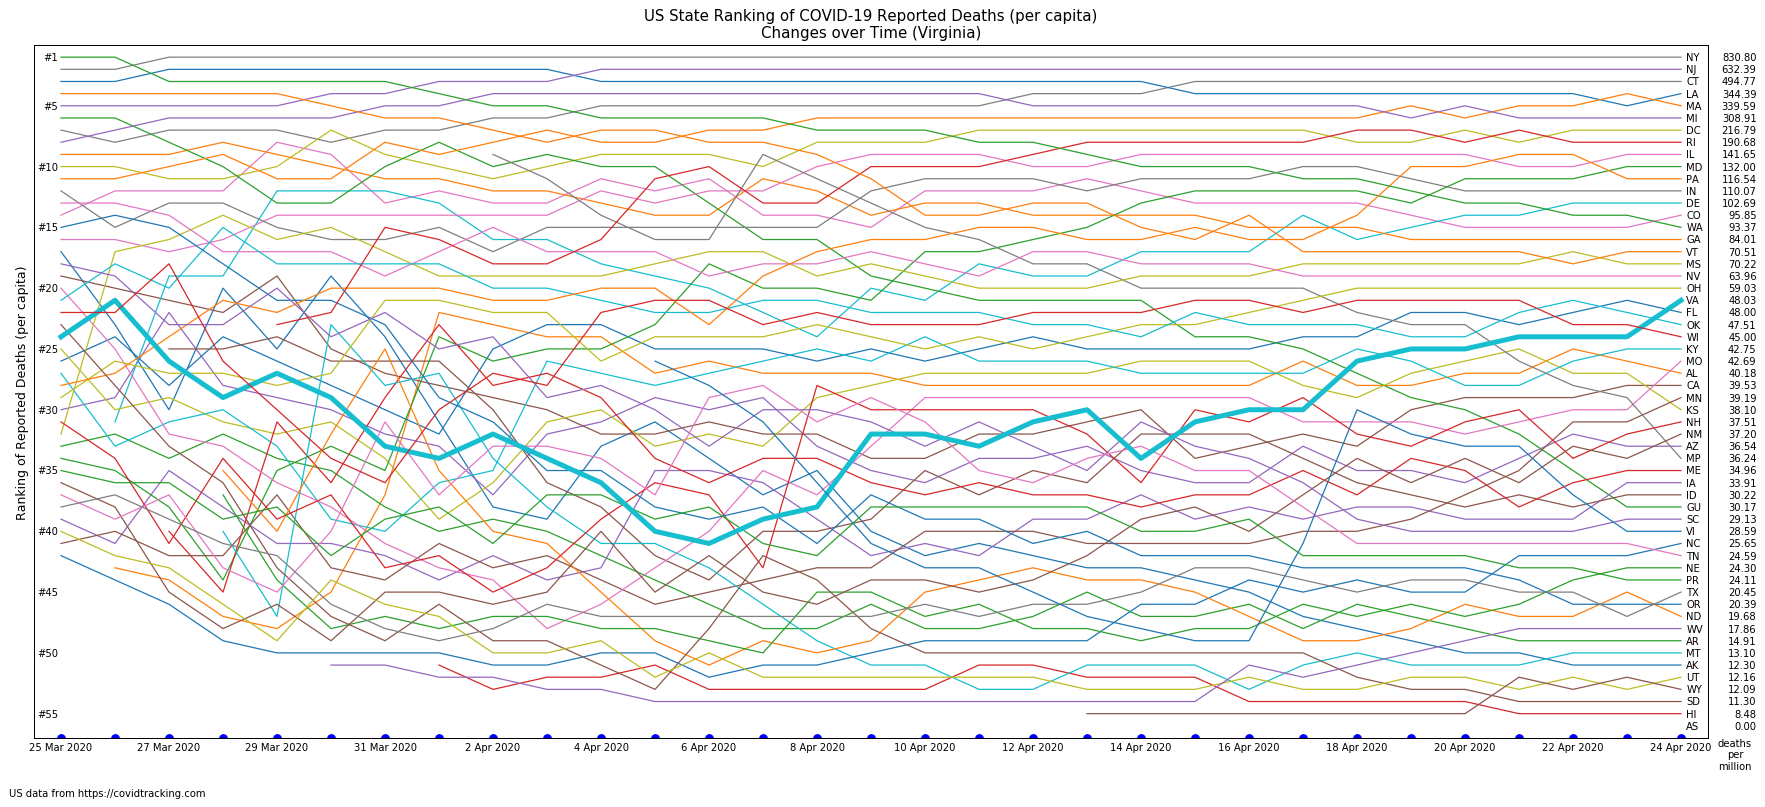 US State Ranking of COVID-19 Reported Deaths (per capita)
Changes over Time (Virginia)
Ranking of Reported Deaths (per capita)
#1
#5
#10
#15
#20
#25
#30
#35
#40
#45
#50
#55
NY 830.80
NJ 632.39
CT 494.77
LA 344.39
MA 339.59
MI 308.91
DC 216.79
RI 190.68
IL 141.65
MD 132.00
PA 116.54
IN 110.07
DE 102.69
CO 95.85
WA 93.37
GA 84.01
VT 70.51
MS 70.22
NV 63.96
OH 59.03
VA 48.03
FL 48.00
OK 47.51
WI 45.00
KY 42.75
MO 42.69
AL 40.18
CA 39.53
MN 39.19
KS 38.10
NH 37.51
NM 37.20
AZ 36.54
MP 36.24
ME 34.96
IA 33.91
ID 30.22
GU 30.17
SC 29.13
VI 28.59
NC 25.65
TN 24.59
NE 24.30
PR 24.11
TX 20.45
OR 20.39
ND 19.68
WV 17.86
AR 14.91
MT 13.10
AK 12.30
UT 12.16
WY 12.09
SD 11.30
HI 8.48
AS 0.00
25 Mar 2020 27 Mar 2020 29 Mar 2020 31 Mar 2020 2 Apr 2020 4 Apr 2020 6 Apr 2020 8 Apr 2020 10 Apr 2020 12 Apr 2020 14 Apr 2020 16 Apr 2020 18 Apr 2020 20 Apr 2020 22 Apr 2020 24 Apr 2020
deaths
per
million
US data from https://covidtracking.com